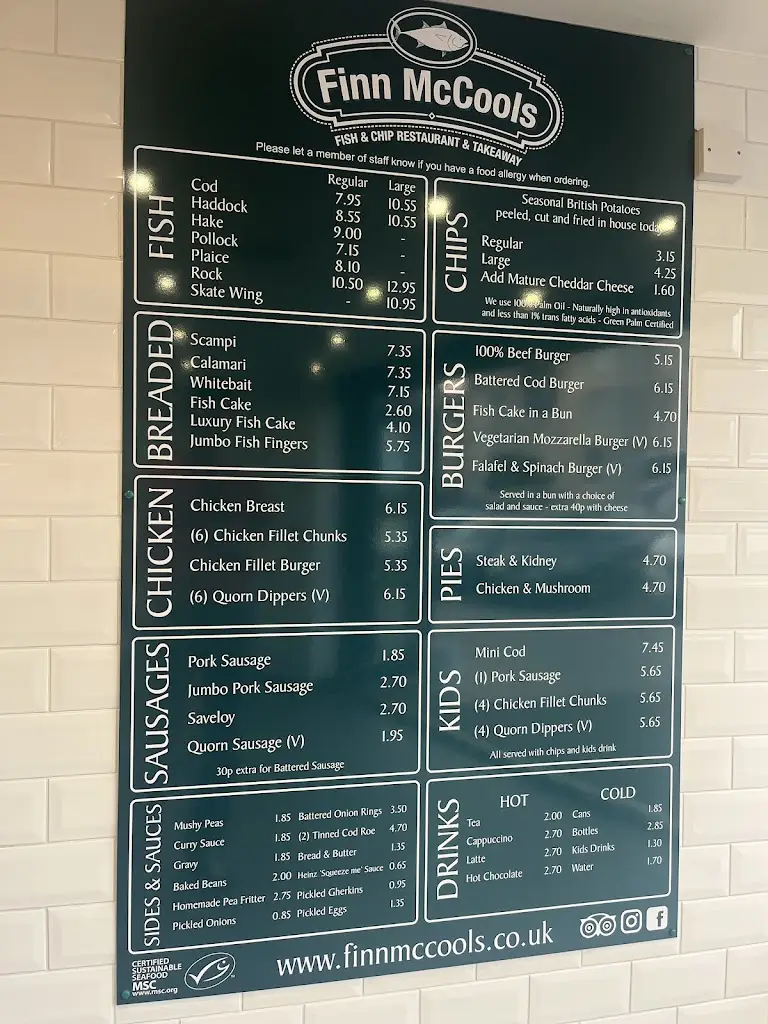 Finn McCools
FISH & CHIP RESTAURANT & TAKEAWAY
Please let a member of staff know if you have a food allergy when ordering.
FISH
Regular Large
Cod 7.95 10.55
Haddock 8.55 10.55
Hake 9.00 -
Pollock 7.15 -
Plaice 8.10 -
Rock 10.50 12.95
Skate Wing - 10.95
CHIPS
Seasonal British Potatoes
peeled, cut and fried in house today
Regular 3.15
Large 4.25
Add Mature Cheddar Cheese 1.60
We use 100% Palm Oil - Naturally high in antioxidants
and less than 1% trans fatty acids - Green Palm Certified
BREADED
Scampi 7.35
Calamari 7.35
Whitebait 7.15
Fish Cake 2.60
Luxury Fish Cake 4.10
Jumbo Fish Fingers 5.75
BURGERS
100% Beef Burger 5.15
Battered Cod Burger 6.15
Fish Cake in a Bun 4.70
Vegetarian Mozzarella Burger (V) 6.15
Falafel & Spinach Burger (V) 6.15
Served in a bun with a choice of
salad and sauce - extra 40p with cheese
CHICKEN
Chicken Breast 6.15
(6) Chicken Fillet Chunks 5.35
Chicken Fillet Burger 5.35
(6) Quorn Dippers (V) 6.15
PIES
Steak & Kidney 4.70
Chicken & Mushroom 4.70
SAUSAGES
Pork Sausage 1.85
Jumbo Pork Sausage 2.70
Saveloy 2.70
Quorn Sausage (V) 1.95
30p extra for Battered Sausage
KIDS
Mini Cod 7.45
(1) Pork Sausage 5.65
(4) Chicken Fillet Chunks 5.65
(4) Quorn Dippers (V) 5.65
All served with chips and kids drink
SIDES & SAUCES
Mushy Peas 1.85 Battered Onion Rings 3.50
Curry Sauce 1.85 (2) Tinned Cod Roe 4.70
Gravy 1.85 Bread & Butter 1.35
Baked Beans 2.00 Heinz 'Squeeze me' Sauce 0.65
Homemade Pea Fritter 2.75 Pickled Gherkins 0.95
Pickled Onions 0.85 Pickled Eggs 1.35
DRINKS
HOT COLD
Tea 2.00 Cans 1.85
Cappuccino 2.70 Bottles 2.85
Latte 2.70 Kids Drinks 1.30
Hot Chocolate 2.70 Water 1.70
CERTIFIED
SUSTAINABLE
SEAFOOD
MSC
www.msc.org
www.finnmccools.co.uk